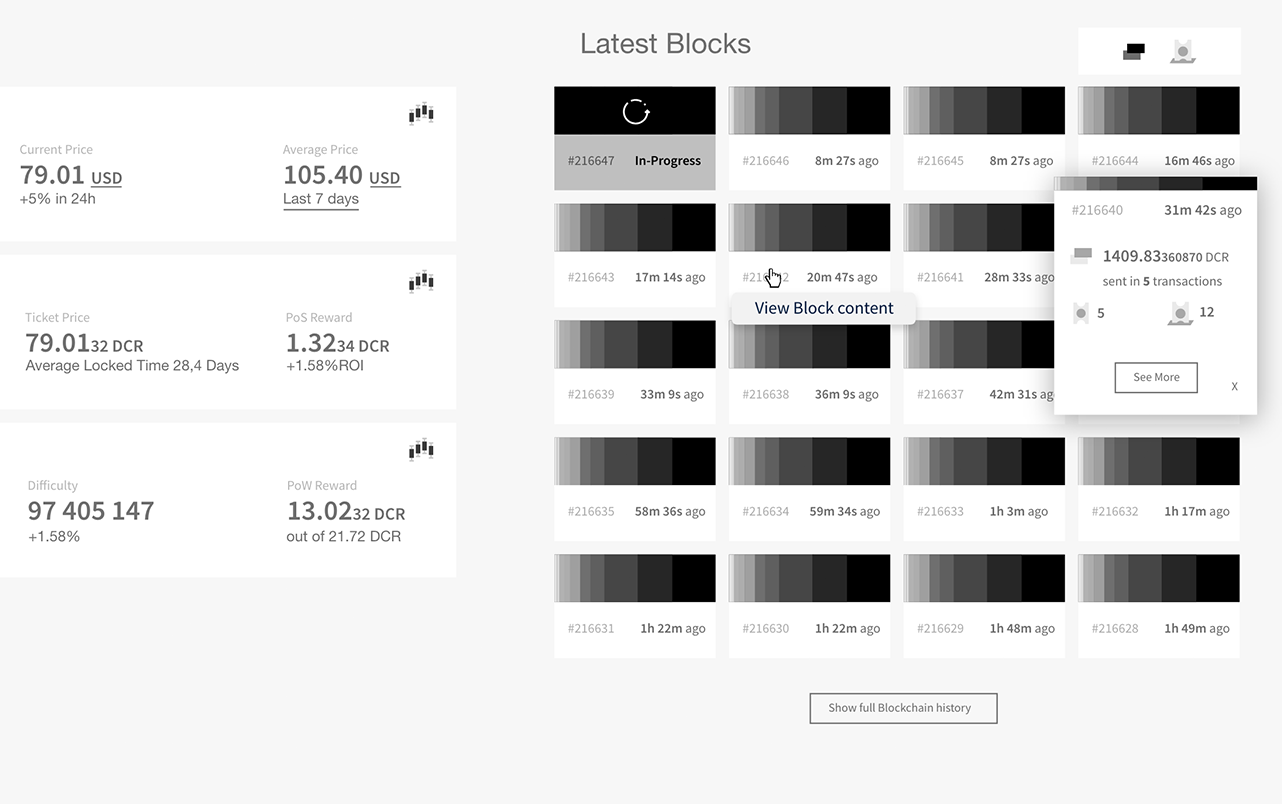 Current Price
79.01 USD
+5% in 24h
Average Price
105.40 USD
Last 7 days
Ticket Price
79.0132 DCR
Average Locked Time 28,4 Days
PoS Reward
1.3234 DCR
+1.58%ROI
Difficulty
97 405 147
+1.58%
PoW Reward
13.0232 DCR
out of 21.72 DCR
Latest Blocks
#216647 In-Progress
#216646 8m 27s ago
#216645 8m 27s ago
#216644 16m 46s ago
#216643 17m 14s ago
20m 47s ago
#216641 28m 33s ago
View Block content
#216640 31m 42s ago
1409.83360870 DCR
sent in 5 transactions
5
12
See More
X
#216639 33m 9s ago
#216638 36m 9s ago
#216637 42m 31s ag
#216635 58m 36s ago
#216634 59m 34s ago
#216633 1h 3m ago
#216632 1h 17m ago
#216631 1h 22m ago
#216630 1h 22m ago
#216629 1h 48m ago
#216628 1h 49m ago
Show full Blockchain history